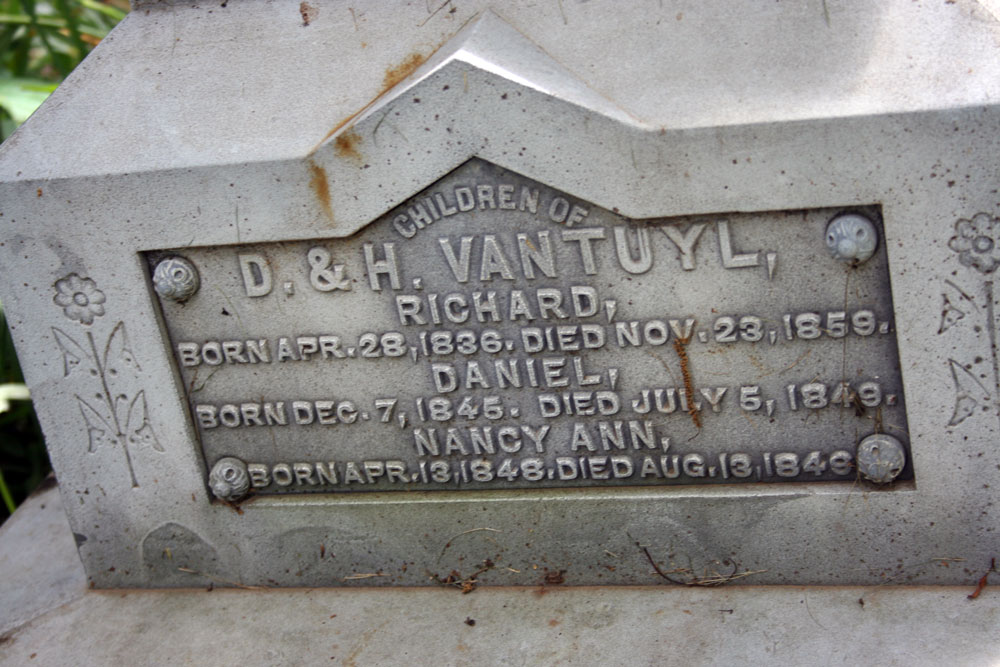 CHILDREN OF
D. & H. VANTUYL,
RICHARD,
BORN APR. 28, 1836. DIED NOV. 23, 1859.
DANIEL,
BORN DEC. 7, 1845. DIED JULY 5, 1849.
NANCY ANN,
BORN APR. 13, 1848. DIED AUG. 13, 1849